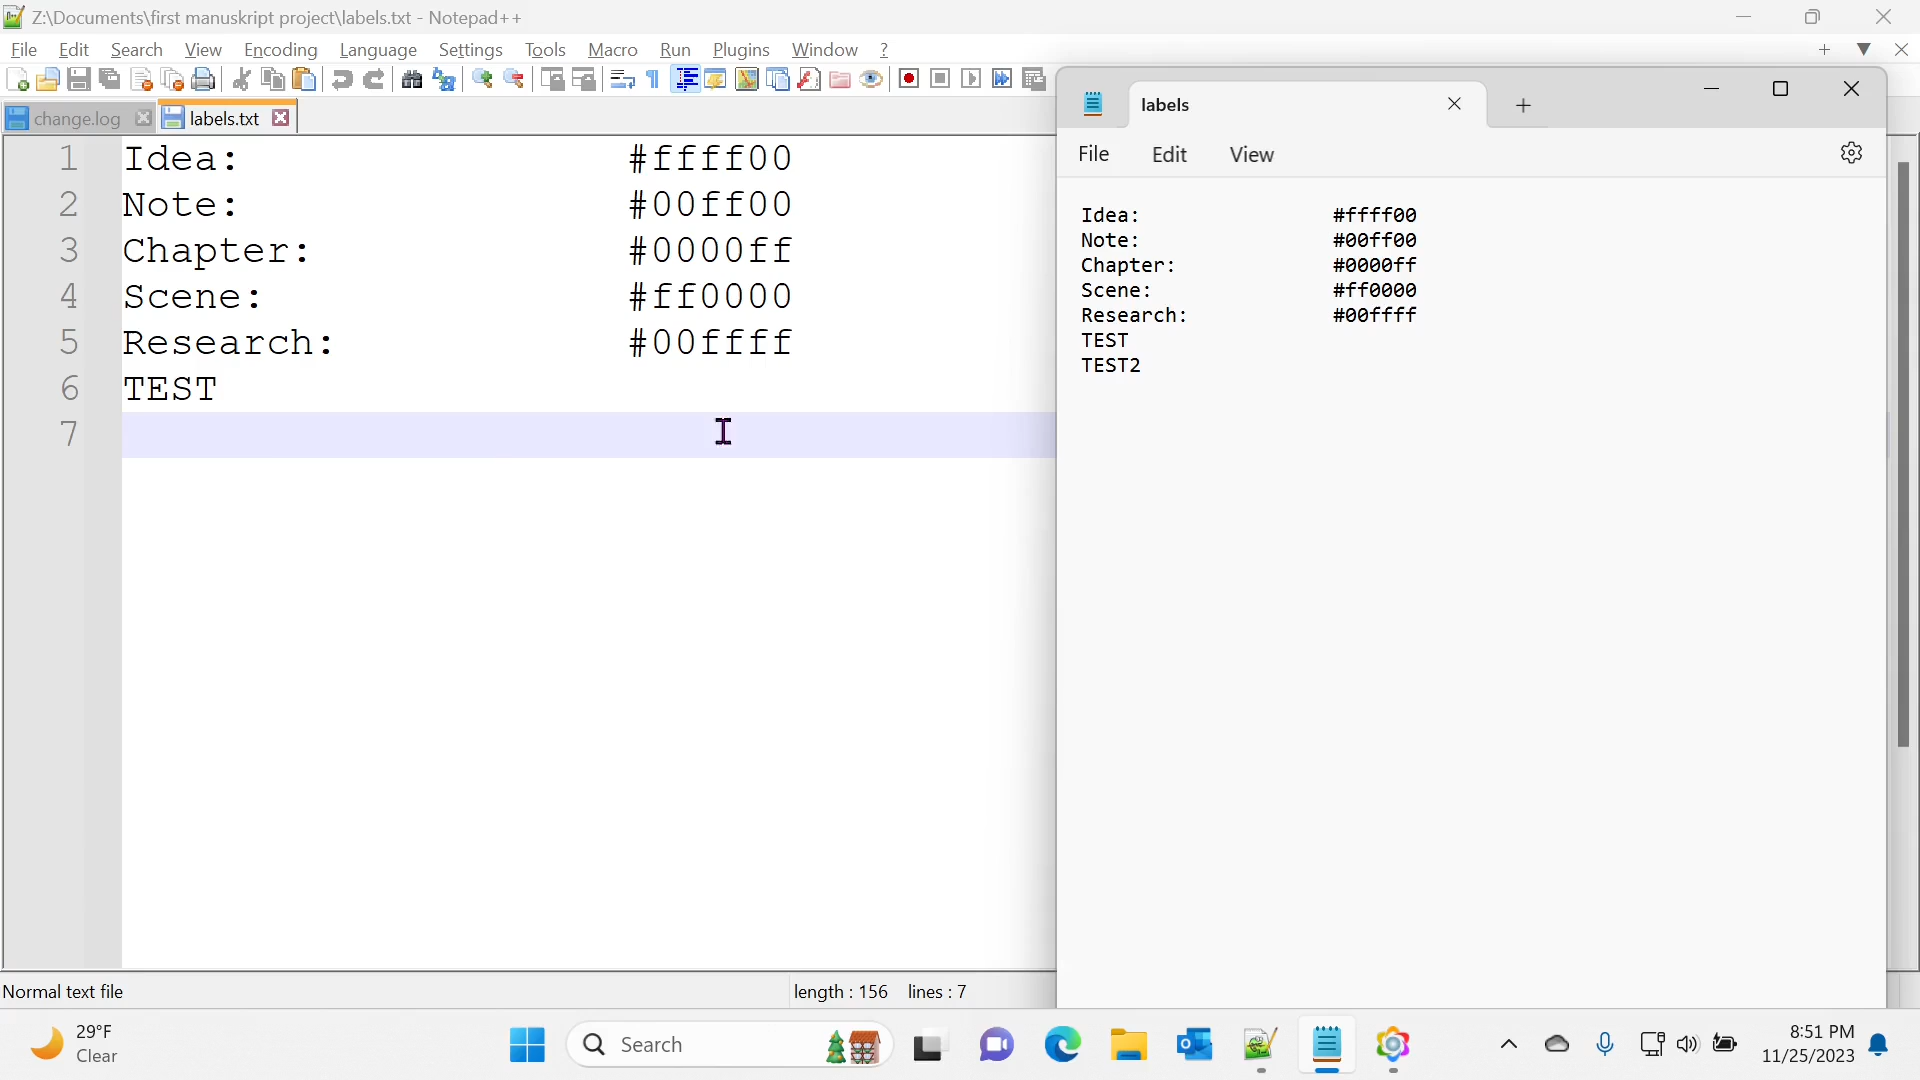 Z:\Documents\first manuskript project\labels.txt - Notepad++
File Edit Search View Encoding Language Settings Tools Macro Run Plugins Window ?
change.log labels.txt
1 Idea: #ffff00
2 Note: #00ff00
3 Chapter: #0000ff
4 Scene: #ff0000
5 Research: #00ffff
6 TEST
7
Normal text file length : 156 lines : 7
labels
File Edit View
Idea: #ffff00
Note: #00ff00
Chapter: #0000ff
Scene: #ff0000
Research: #00ffff
TEST
TEST2
29°F
Clear
Search
8:51 PM
11/25/2023